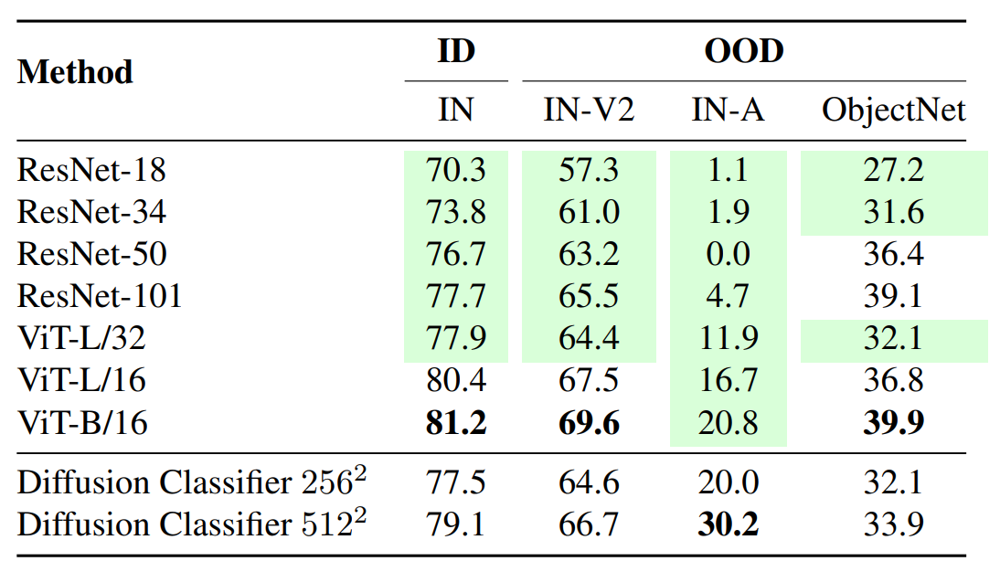 Method ID OOD
IN IN-V2 IN-A ObjectNet
ResNet-18 70.3 57.3 1.1 27.2
ResNet-34 73.8 61.0 1.9 31.6
ResNet-50 76.7 63.2 0.0 36.4
ResNet-101 77.7 65.5 4.7 39.1
ViT-L/32 77.9 64.4 11.9 32.1
ViT-L/16 80.4 67.5 16.7 36.8
ViT-B/16 81.2 69.6 20.8 39.9
Diffusion Classifier 256² 77.5 64.6 20.0 32.1
Diffusion Classifier 512² 79.1 66.7 30.2 33.9